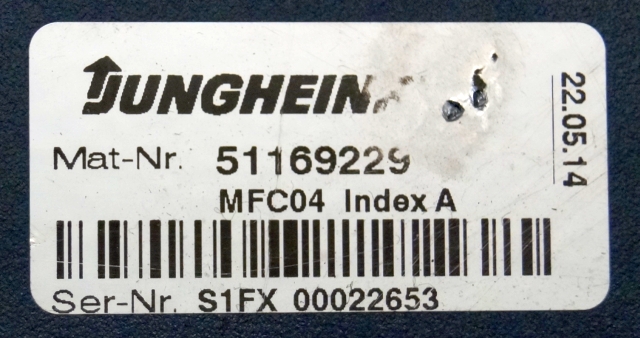 JUNGHEIN
Mat-Nr. 51169229
MFC04 Index A
Ser-Nr. S1FX 00022653
22.05.14